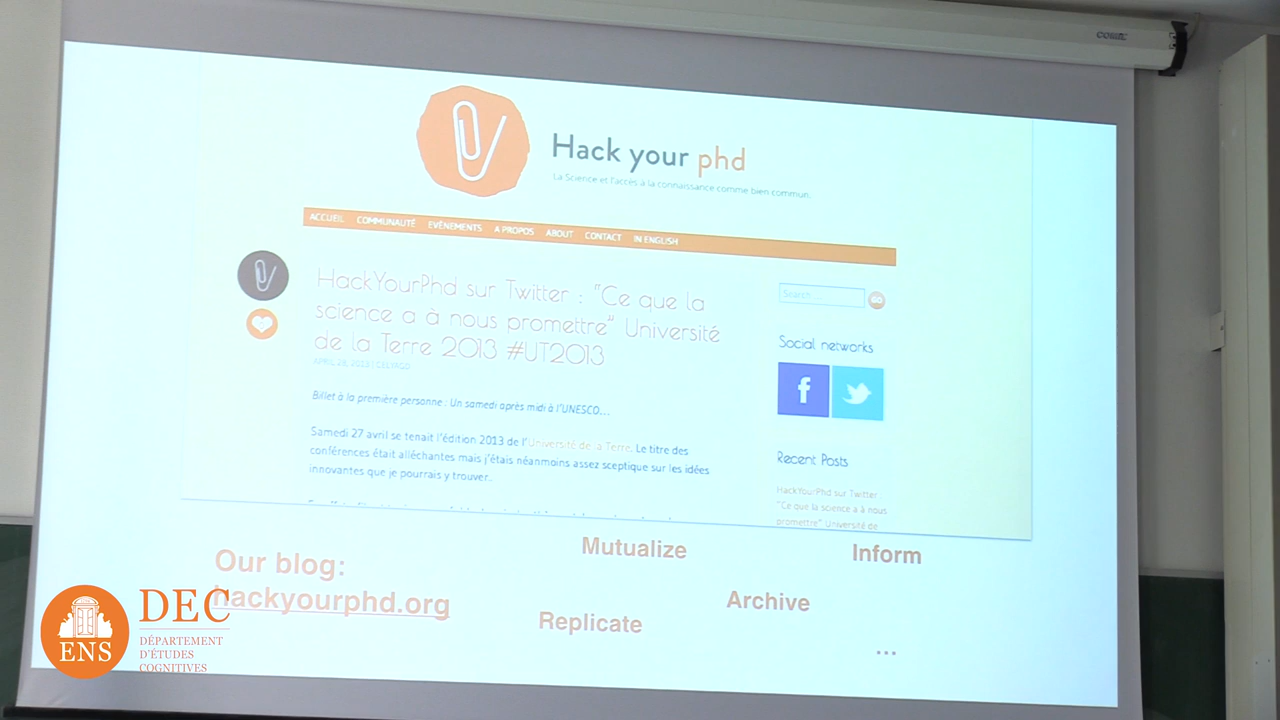 COMEC
Hack your phd
La Science et l'accès à la connaissance comme bien commun.
ACCUEIL COMMUNAUTÉ EVÈNEMENTS A PROPOS ABOUT CONTACT IN ENGLISH
HackYourPhd sur Twitter : "Ce que la
science a à nous promettre" Université
de la Terre 2013 #UT2013
Billet à la première personne : Un samedi après midi à l'UNESCO...
Samedi 27 avril se tenait l'édition 2013 de l'Université de la Terre. Le titre des
conférences était alléchantes mais j'étais néanmoins assez sceptique sur les idées
innovantes que je pourrais y trouver.
Search
GO
Social networks
f
Recent Posts
HackYourPhd sur Twitter
"Ce que la science a à nous
promettre" Université de
Our blog:
hackyourphd.org
Mutualize
Inform
Archive
Replicate
...
ENS
DEC
DÉPARTEMENT
D'ÉTUDES
COGNITIVES